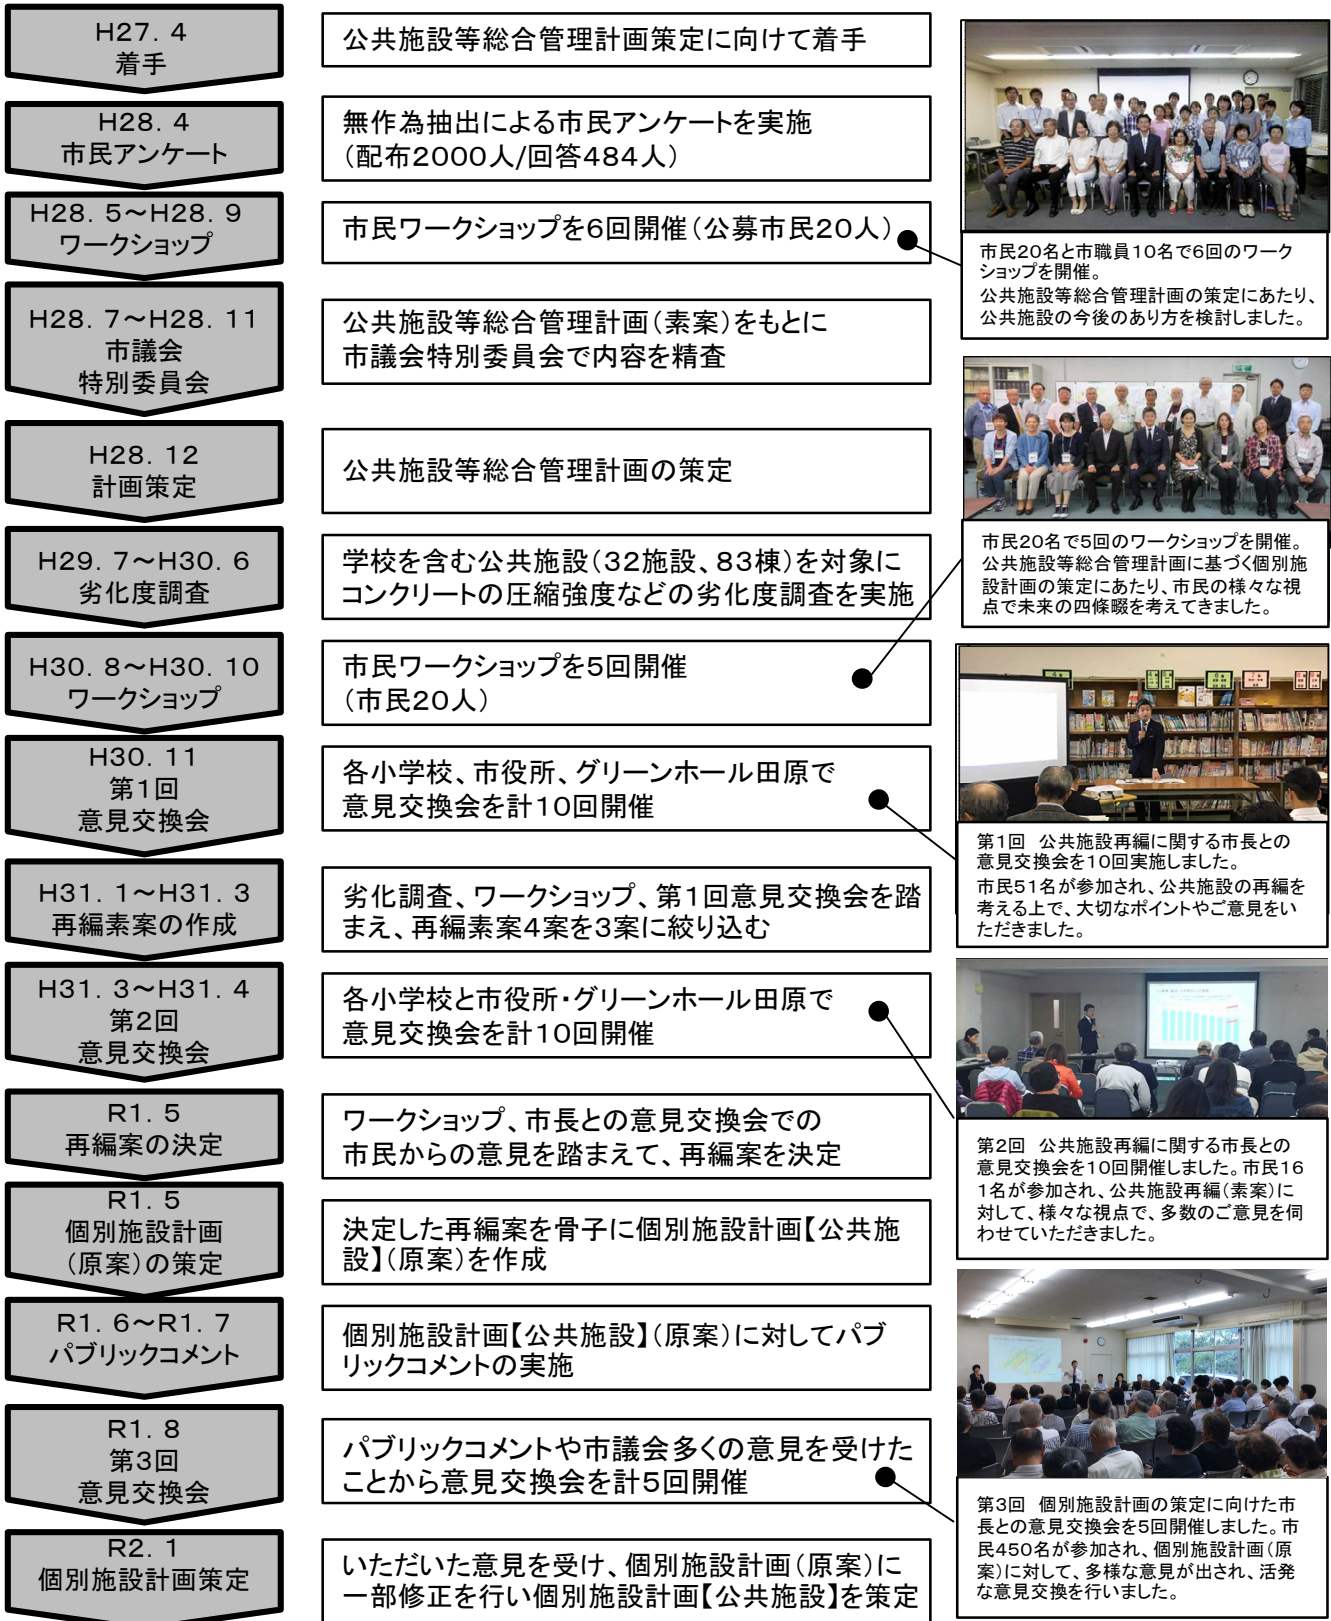 H27．4
着手
公共施設等総合管理計画策定に向けて着手
H28．4
市民アンケート
無作為抽出による市民アンケートを実施
（配布2000人/回答484人）
H28．5～H28．9
ワークショップ
市民ワークショップを6回開催（公募市民20人）
市民20名と市職員10名で6回のワーク
ショップを開催。
公共施設等総合管理計画の策定にあたり、
公共施設の今後のあり方を検討しました。
H28．7～H28．11
市議会
特別委員会
公共施設等総合管理計画（素案）をもとに
市議会特別委員会で内容を精査
H28．12
計画策定
公共施設等総合管理計画の策定
H29．7～H30．6
劣化度調査
学校を含む公共施設（32施設、83棟）を対象に
コンクリートの圧縮強度などの劣化度調査を実施
H30．8～H30．10
ワークショップ
市民ワークショップを5回開催
（市民20人）
市民20名で5回のワークショップを開催。
公共施設等総合管理計画に基づく個別施
設計画の策定にあたり、市民の様々な視
点で未来の四條畷を考えてきました。
H30．11
第1回
意見交換会
各小学校、市役所、グリーンホール田原で
意見交換会を計10回開催
第1回　公共施設再編に関する市長との
意見交換会を10回実施しました。
市民51名が参加され、公共施設の再編を
考える上で、大切なポイントやご意見をい
ただきました。
H31．1～H31．3
再編素案の作成
劣化調査、ワークショップ、第1回意見交換会を踏
まえ、再編素案4案を3案に絞り込む
H31．3～H31．4
第2回
意見交換会
各小学校と市役所・グリーンホール田原で
意見交換会を計10回開催
第2回　公共施設再編に関する市長との
意見交換会を10回開催しました。市民16
1名が参加され、公共施設再編（素案）に
対して、様々な視点で、多数のご意見を伺
わせていただきました。
R1．5
再編案の決定
ワークショップ、市長との意見交換会での
市民からの意見を踏まえて、再編案を決定
R1．5
個別施設計画
（原案）の策定
決定した再編案を骨子に個別施設計画【公共施
設】（原案）を作成
R1．6～R1．7
パブリックコメント
個別施設計画【公共施設】（原案）に対してパブ
リックコメントの実施
R1．8
第3回
意見交換会
パブリックコメントや市議会多くの意見を受けた
ことから意見交換会を計5回開催
第3回　個別施設計画の策定に向けた市
長との意見交換会を5回開催しました。市
民450名が参加され、個別施設計画（原
案）に対して、多様な意見が出され、活発
な意見交換を行いました。
R2．1
個別施設計画策定
いただいた意見を受け、個別施設計画（原案）に
一部修正を行い個別施設計画【公共施設】を策定